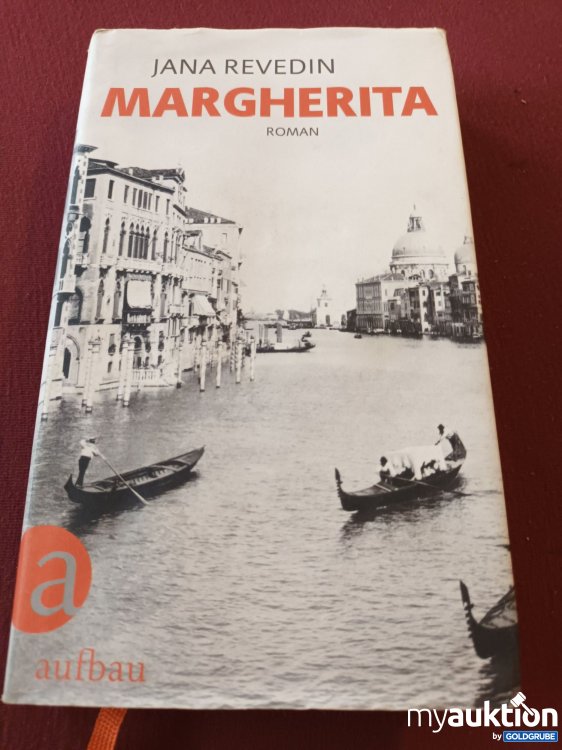 JANA REVEDIN
MARGHERITA
ROMAN
a
aufbau
myauktion
by GOLDGRUBE